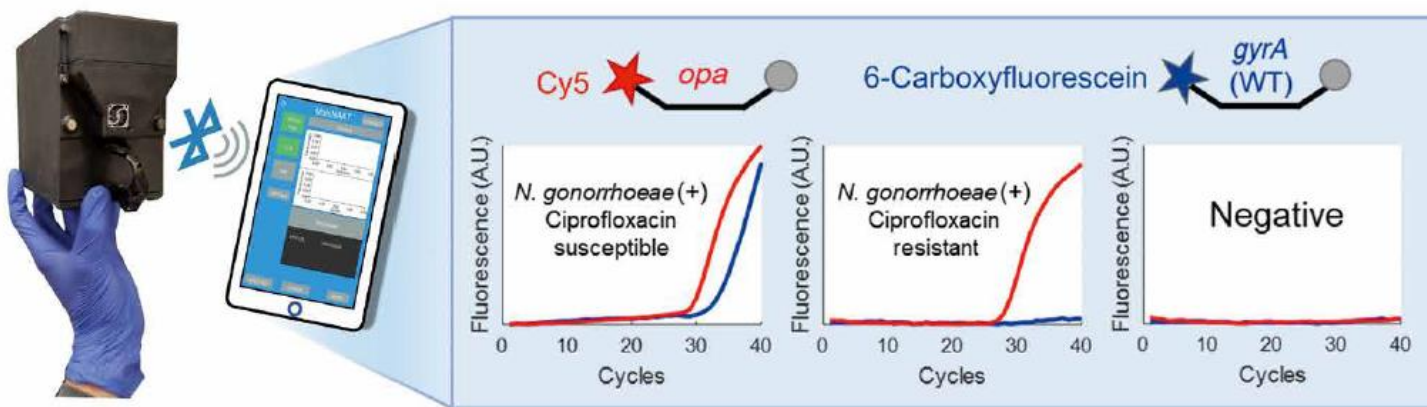 Cy5
opa
6-Carboxyfluorescein
gyrA
(WT)
Fluorescence (A.U.)
N. gonorrhoeae (+)
Ciprofloxacin
susceptible
0
10
20
30
40
Cycles
Fluorescence (A.U.)
N. gonorrhoeae (+)
Ciprofloxacin
resistant
0
10
20
30
40
Cycles
Fluorescence (A.U.)
Negative
0
10
20
30
40
Cycles